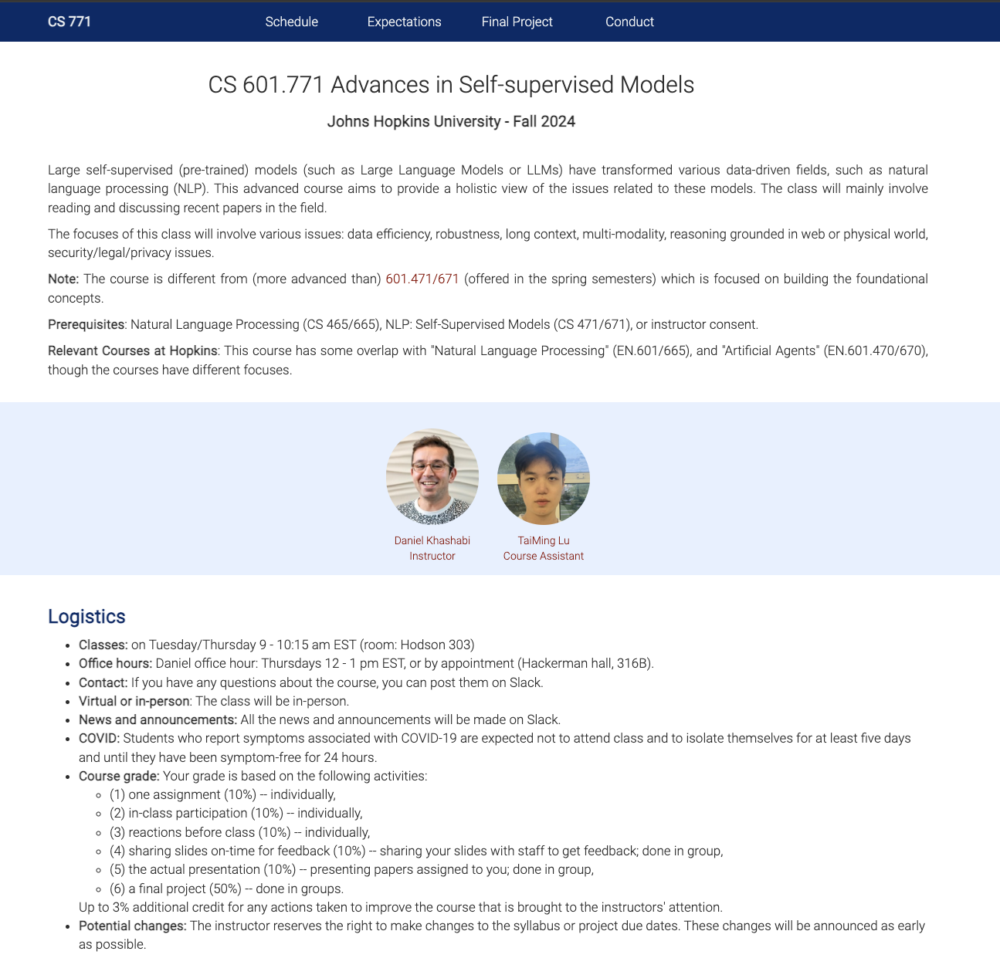 CS 771 Schedule Expectations Final Project Conduct
CS 601.771 Advances in Self-supervised Models
Johns Hopkins University - Fall 2024
Large self-supervised (pre-trained) models (such as Large Language Models or LLMs) have transformed various data-driven fields, such as natural
language processing (NLP). This advanced course aims to provide a holistic view of the issues related to these models. The class will mainly involve
reading and discussing recent papers in the field.
The focuses of this class will involve various issues: data efficiency, robustness, long context, multi-modality, reasoning grounded in web or physical world,
security/legal/privacy issues.
Note: The course is different from (more advanced than) 601.471/671 (offered in the spring semesters) which is focused on building the foundational
concepts.
Prerequisites: Natural Language Processing (CS 465/665), NLP: Self-Supervised Models (CS 471/671), or instructor consent.
Relevant Courses at Hopkins: This course has some overlap with "Natural Language Processing" (EN.601/665), and "Artificial Agents" (EN.601.470/670),
though the courses have different focuses.
Daniel Khashabi
Instructor
TaiMing Lu
Course Assistant
Logistics
• Classes: on Tuesday/Thursday 9 - 10:15 am EST (room: Hodson 303)
• Office hours: Daniel office hour: Thursdays 12 - 1 pm EST, or by appointment (Hackerman hall, 316B).
• Contact: If you have any questions about the course, you can post them on Slack.
• Virtual or in-person: The class will be in-person.
• News and announcements: All the news and announcements will be made on Slack.
• COVID: Students who report symptoms associated with COVID-19 are expected not to attend class and to isolate themselves for at least five days
and until they have been symptom-free for 24 hours.
• Course grade: Your grade is based on the following activities:
◦ (1) one assignment (10%) -- individually,
◦ (2) in-class participation (10%) -- individually,
◦ (3) reactions before class (10%) -- individually,
◦ (4) sharing slides on-time for feedback (10%) -- sharing your slides with staff to get feedback; done in group,
◦ (5) the actual presentation (10%) -- presenting papers assigned to you; done in group,
◦ (6) a final project (50%) -- done in groups.
Up to 3% additional credit for any actions taken to improve the course that is brought to the instructors' attention.
• Potential changes: The instructor reserves the right to make changes to the syllabus or project due dates. These changes will be announced as early
as possible.